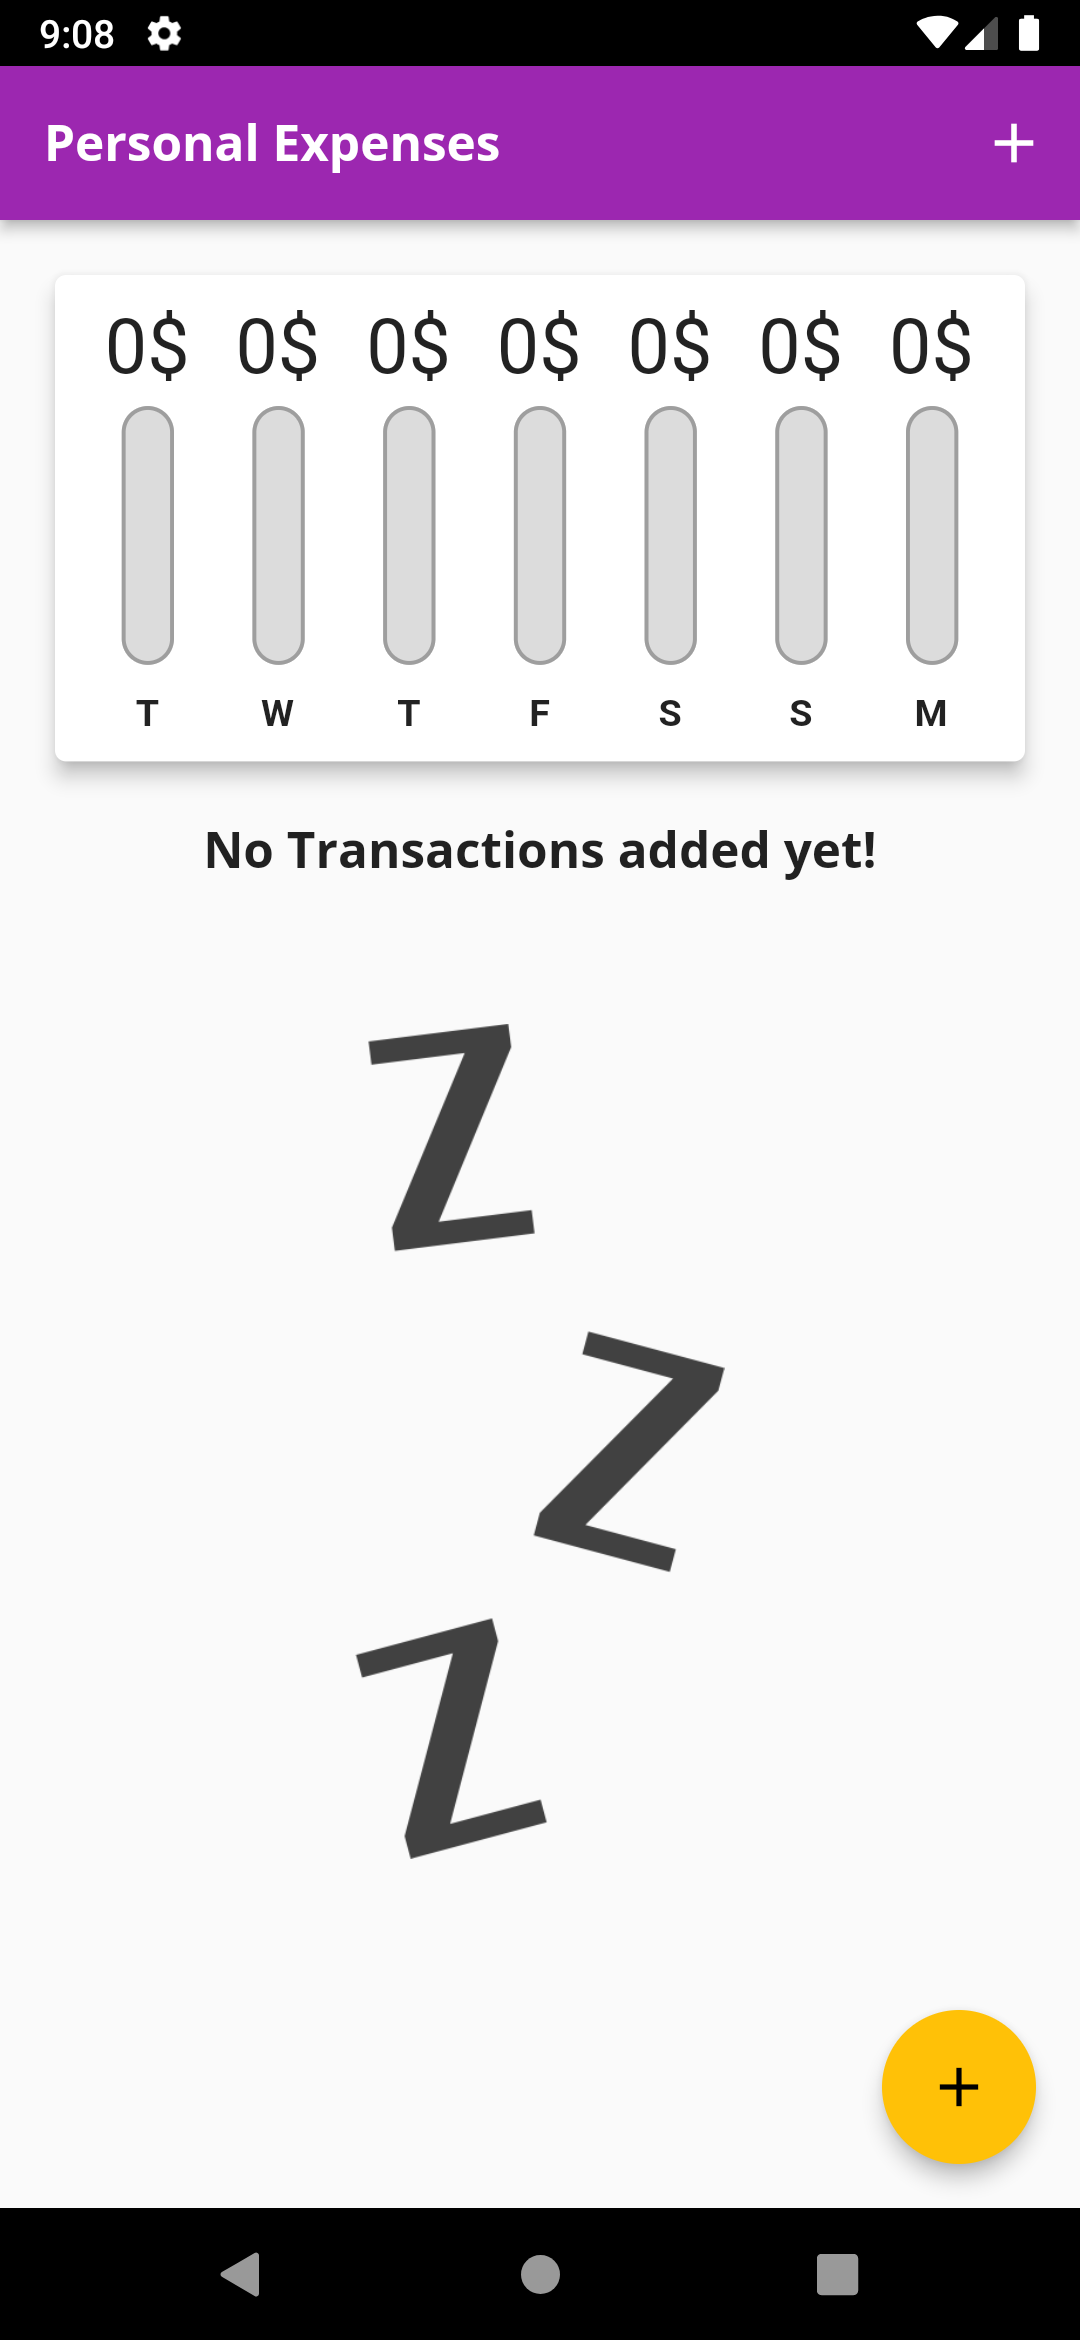 9:08
Personal Expenses
0$ 0$ 0$ 0$ 0$ 0$ 0$
T W T F S S M
No Transactions added yet!
Z
Z
Z